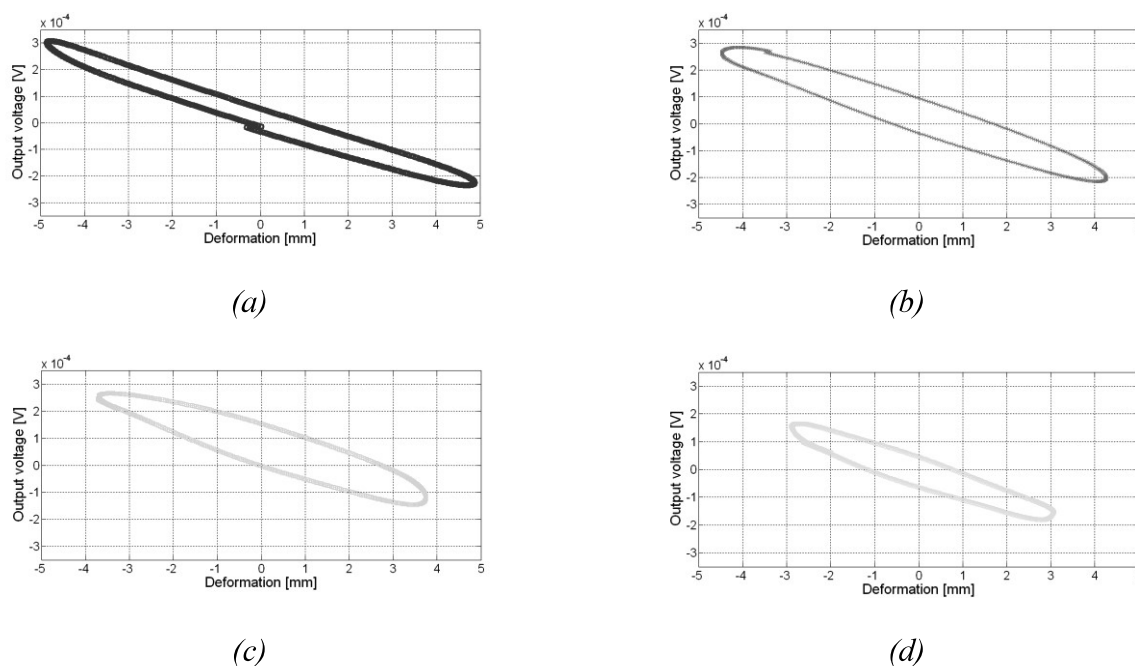 x 10⁻⁴
3
2
1
0
-1
-2
-3
Output voltage [V]
-5 -4 -3 -2 -1 0 1 2 3 4 5
Deformation [mm]
(a)
x 10⁻⁴
3
2
1
0
-1
-2
-3
Output voltage [V]
-5 -4 -3 -2 -1 0 1 2 3 4
Deformation [mm]
(b)
x 10⁻⁴
3
2
1
0
-1
-2
-3
Output voltage [V]
-5 -4 -3 -2 -1 0 1 2 3 4 5
Deformation [mm]
(c)
x 10⁻⁴
3
2
1
0
-1
-2
-3
Output voltage [V]
-5 -4 -3 -2 -1 0 1 2 3 4
Deformation [mm]
(d)